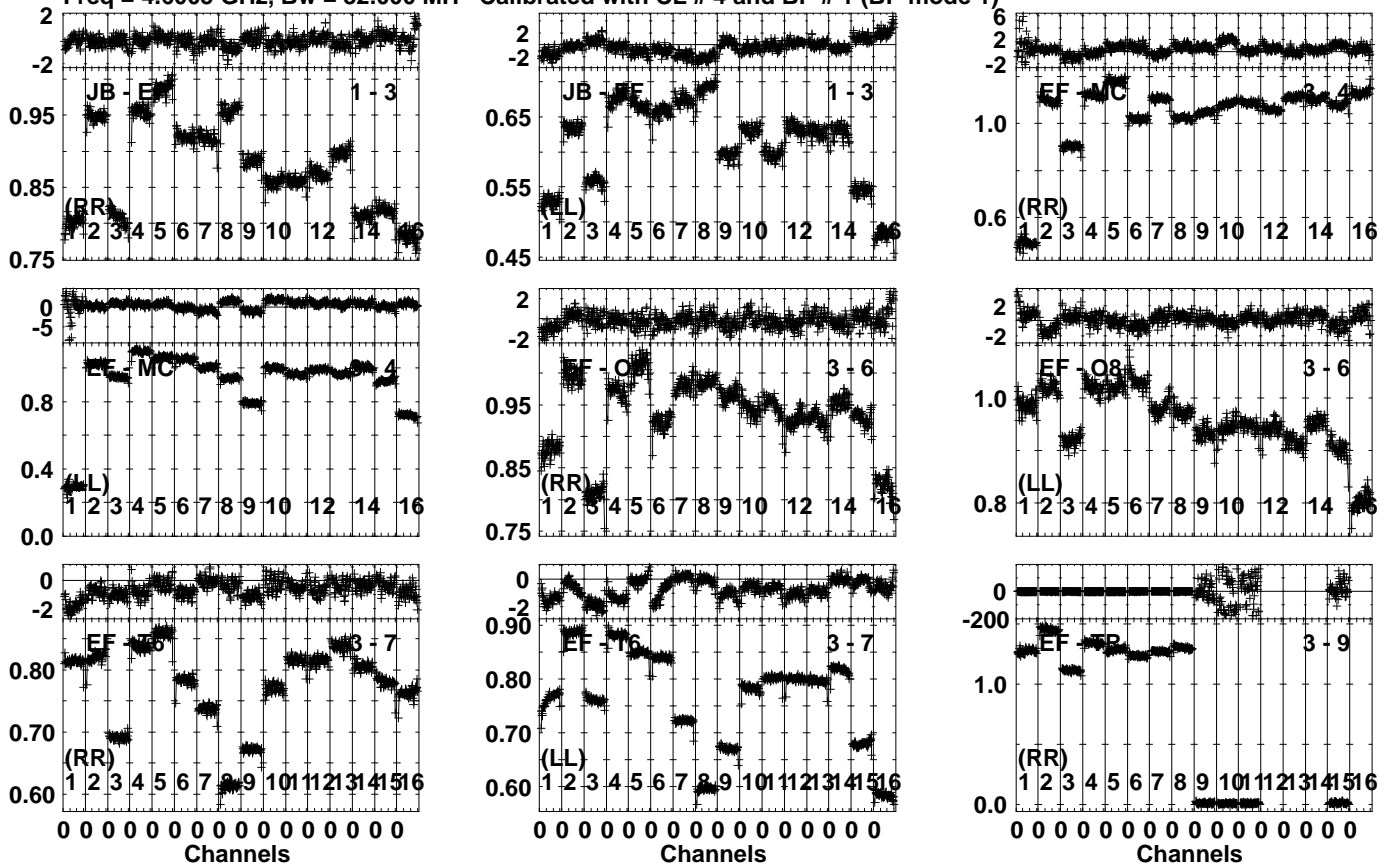 Freq = 4.6005 GHz, Bw = 32.000 MH Calibrated with CL # 4 and BP # 1 (BP mode 1)
2
-2
JB - EF
1 - 3
0.95
0.85
0.75
(RR)
1 2 3 4 5 6 7 8 9 10 12 14 16
2
-2
JB - EF
1 - 3
0.65
0.55
0.45
(LL)
1 2 3 4 5 6 7 8 9 10 12 14 16
6
2
-2
EF - MC
3 - 4
1.0
0.6
(RR)
1 2 3 4 5 6 7 8 9 10 12 14 16
0
-5
EF - MC
3 - 4
0.8
0.4
0.0
(LL)
1 2 3 4 5 6 7 8 9 10 12 14 16
2
-2
EF - O8
3 - 6
0.95
0.85
0.75
(RR)
1 2 3 4 5 6 7 8 9 10 12 14 16
2
-2
EF - O8
3 - 6
1.0
0.8
(LL)
1 2 3 4 5 6 7 8 9 10 12 14 16
0
-2
EF - T6
3 - 7
0.80
0.70
0.60
(RR)
1 2 3 4 5 6 7 8 9 10 11 12 13 14 15 16
0 0 0 0 0 0 0 0 0 0 0 0 0 0 0 0
Channels
0
-2
0.90
EF - T6
3 - 7
0.80
0.70
0.60
(LL)
1 2 3 4 5 6 7 8 9 10 11 12 13 14 15 16
0 0 0 0 0 0 0 0 0 0 0 0 0 0 0 0
Channels
0
-200
EF - TR
3 - 9
1.0
0.0
(RR)
1 2 3 4 5 6 7 8 9 10 11 12 13 14 15 16
0 0 0 0 0 0 0 0 0 0 0 0 0 0 0 0
Channels